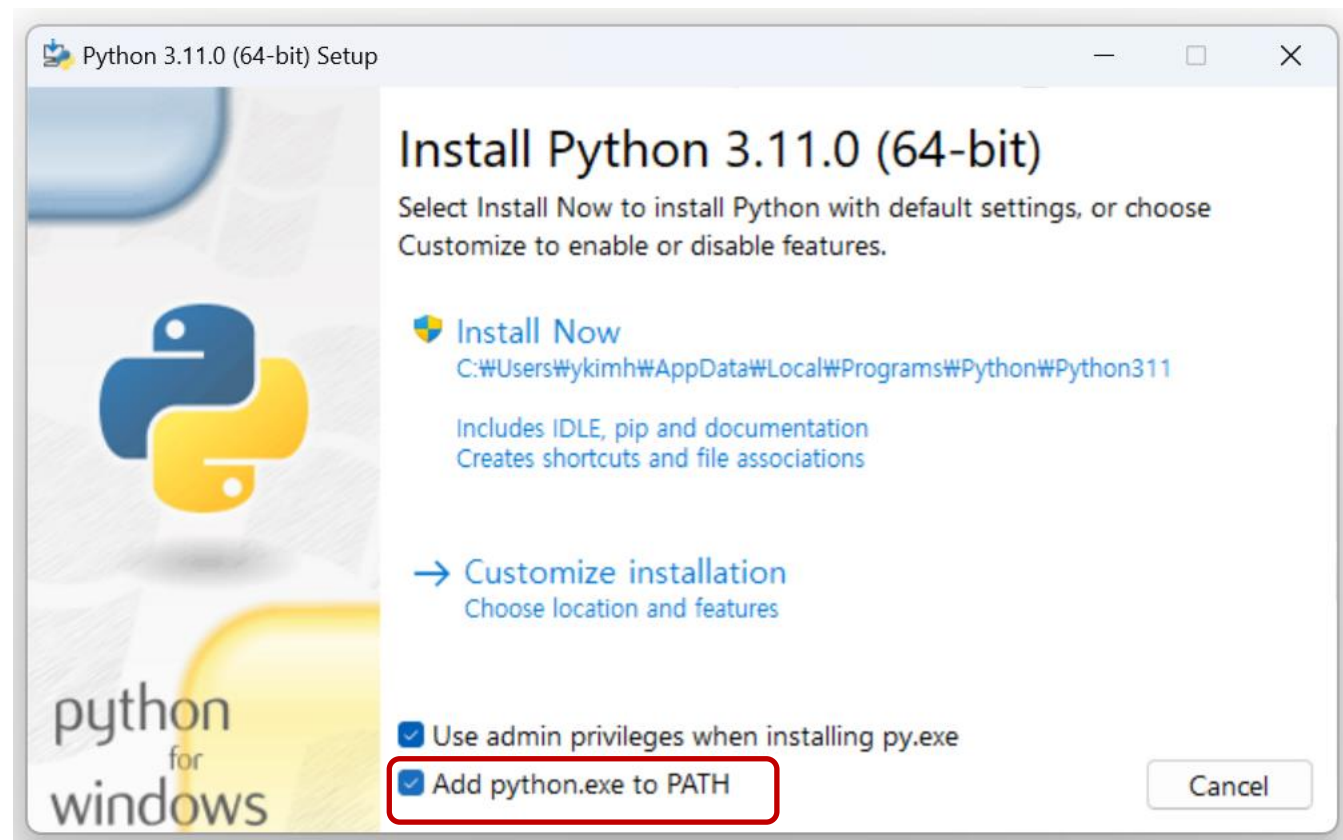 Python 3.11.0 (64-bit) Setup
Install Python 3.11.0 (64-bit)
Select Install Now to install Python with default settings, or choose
Customize to enable or disable features.
Install Now
C:₩Users₩ykimh₩AppData₩Local₩Programs₩Python₩Python311
Includes IDLE, pip and documentation
Creates shortcuts and file associations
→ Customize installation
Choose location and features
python
for
windows
Use admin privileges when installing py.exe
Add python.exe to PATH
Cancel